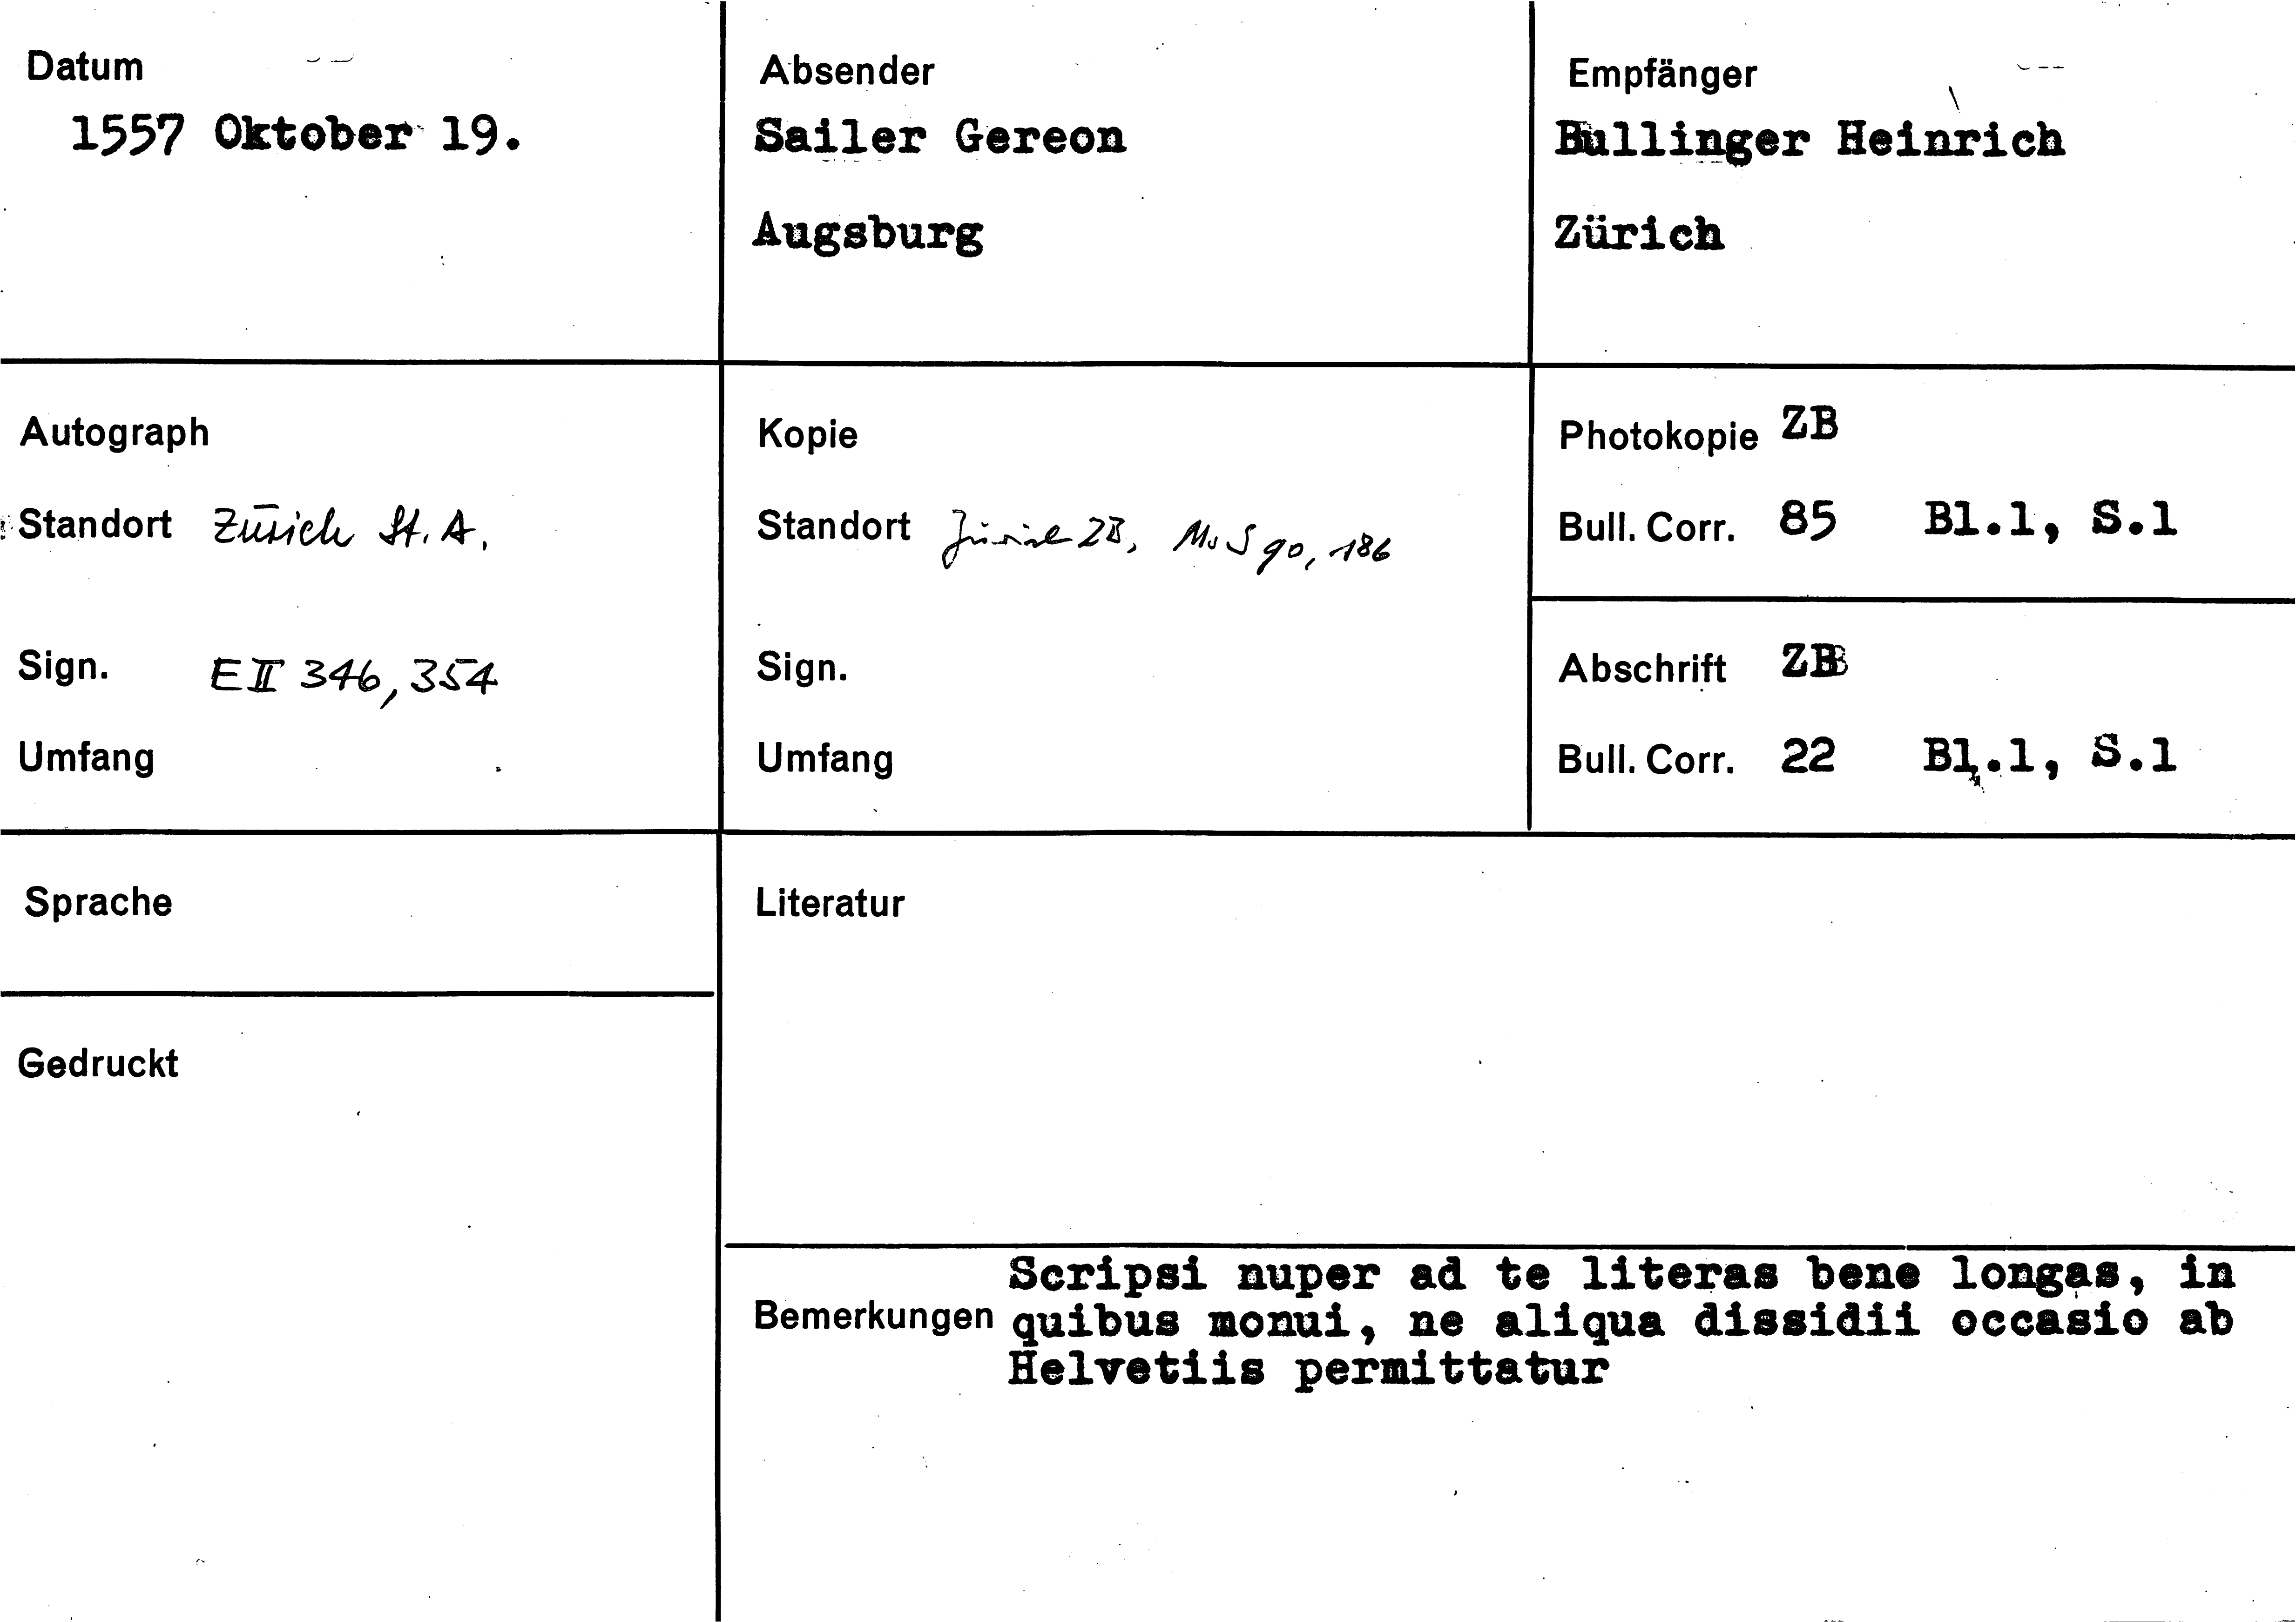 Datum
1557 Oktober 19.
Absender
Sailer Gereon
Augsburg
Empfänger
Bullinger Heinrich
Zürich
Autograph
Standort Zürich St. A.
Sign. E II 346, 354
Umfang
Kopie
Standort Zürich ZB, Ms S 90, 186
Sign.
Umfang
Photokopie ZB
Bull. Corr. 85 Bl.1, S.1
Abschrift ZB
Bull. Corr. 22 Bl.1, S.1
Sprache
Gedruckt
Literatur
Bemerkungen
Scripsi nuper ad te literas bene longas, in
quibus monui, ne aliqua dissidii occasio ab
Helvetiis permittatur